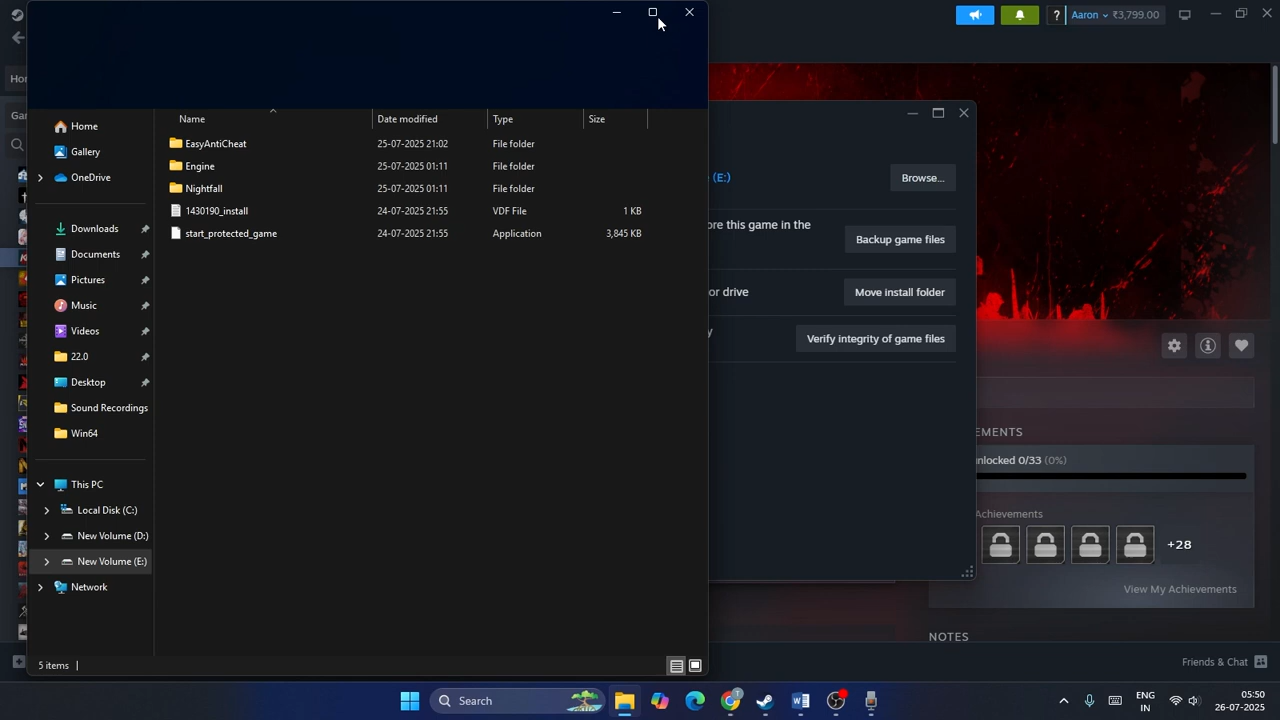 ?
Aaron
₹3,799.00
Name
Date modified
Type
Size
Home
Gallery
OneDrive
Downloads
Documents
Pictures
Music
Videos
22.0
Desktop
Sound Recordings
Win64
This PC
Local Disk (C:)
New Volume (D:)
New Volume (E:)
Network
EasyAntiCheat 25-07-2025 21:02 File folder
Engine 25-07-2025 01:11 File folder
Nightfall 25-07-2025 01:11 File folder
1430190_install 24-07-2025 21:55 VDF File 1 KB
start_protected_game 24-07-2025 21:55 Application 3,845 KB
5 items
(E:)
Browse...
ore this game in the
Backup game files
or drive
Move install folder
Verify integrity of game files
EMENTS
nlocked 0/33 (0%)
Achievements
+28
View My Achievements
NOTES
Friends & Chat
Search
ENG
IN
05:50
26-07-2025